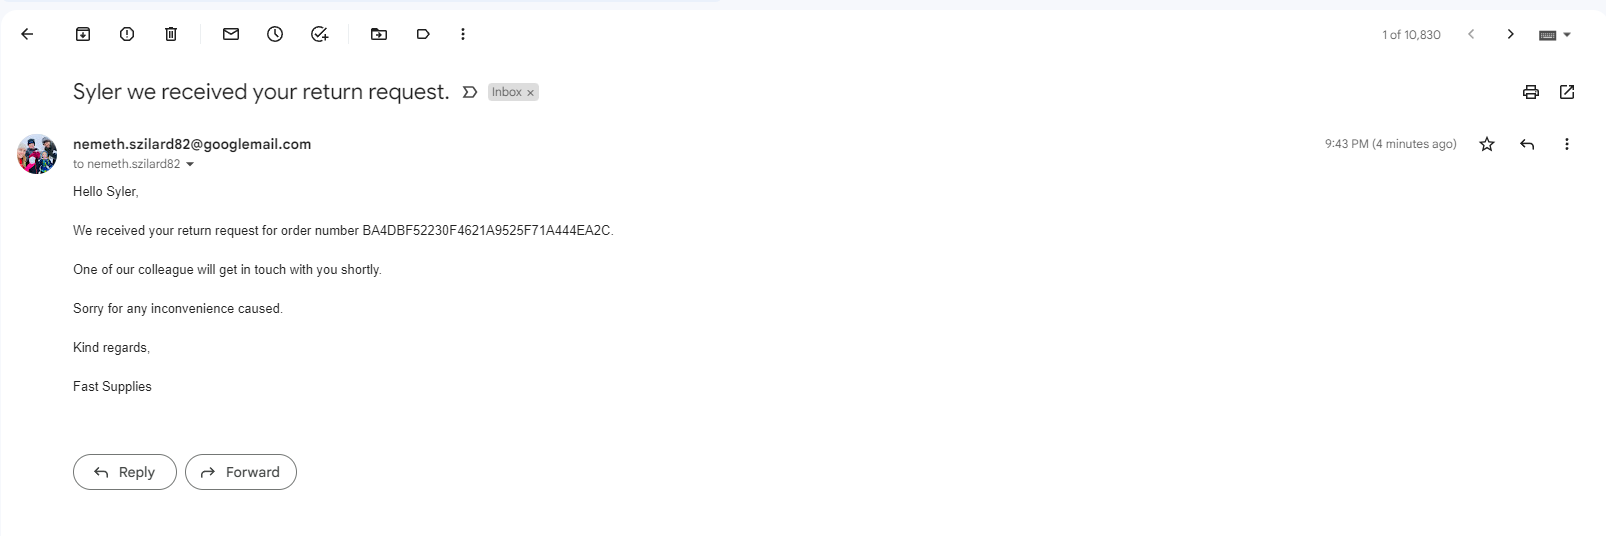 1 of 10,830
Syler we received your return request.
Inbox ×
nemeth.szilard82@googlemail.com
9:43 PM (4 minutes ago)
to nemeth.szilard82
Hello Syler,
We received your return request for order number BA4DBF52230F4621A9525F71A444EA2C.
One of our colleague will get in touch with you shortly.
Sorry for any inconvenience caused.
Kind regards,
Fast Supplies
Reply
Forward